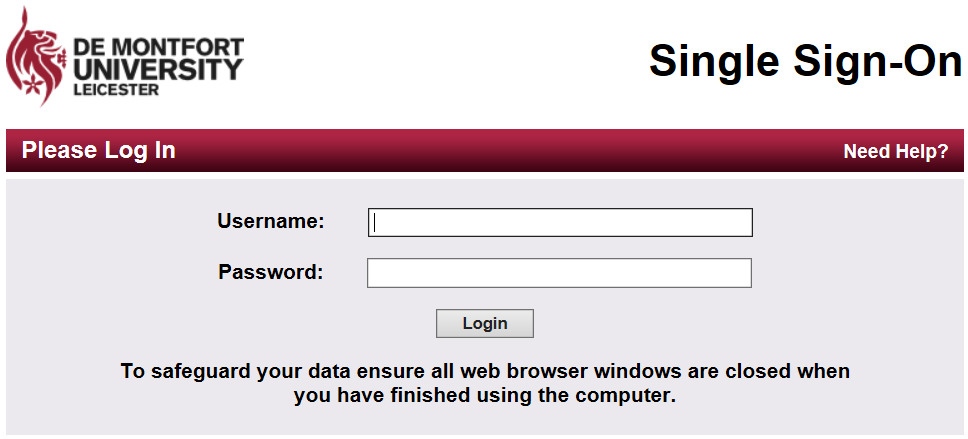 DE MONTFORT
UNIVERSITY
LEICESTER
Single Sign-On
Please Log In
Need Help?
Username:
Password:
Login
To safeguard your data ensure all web browser windows are closed when
you have finished using the computer.